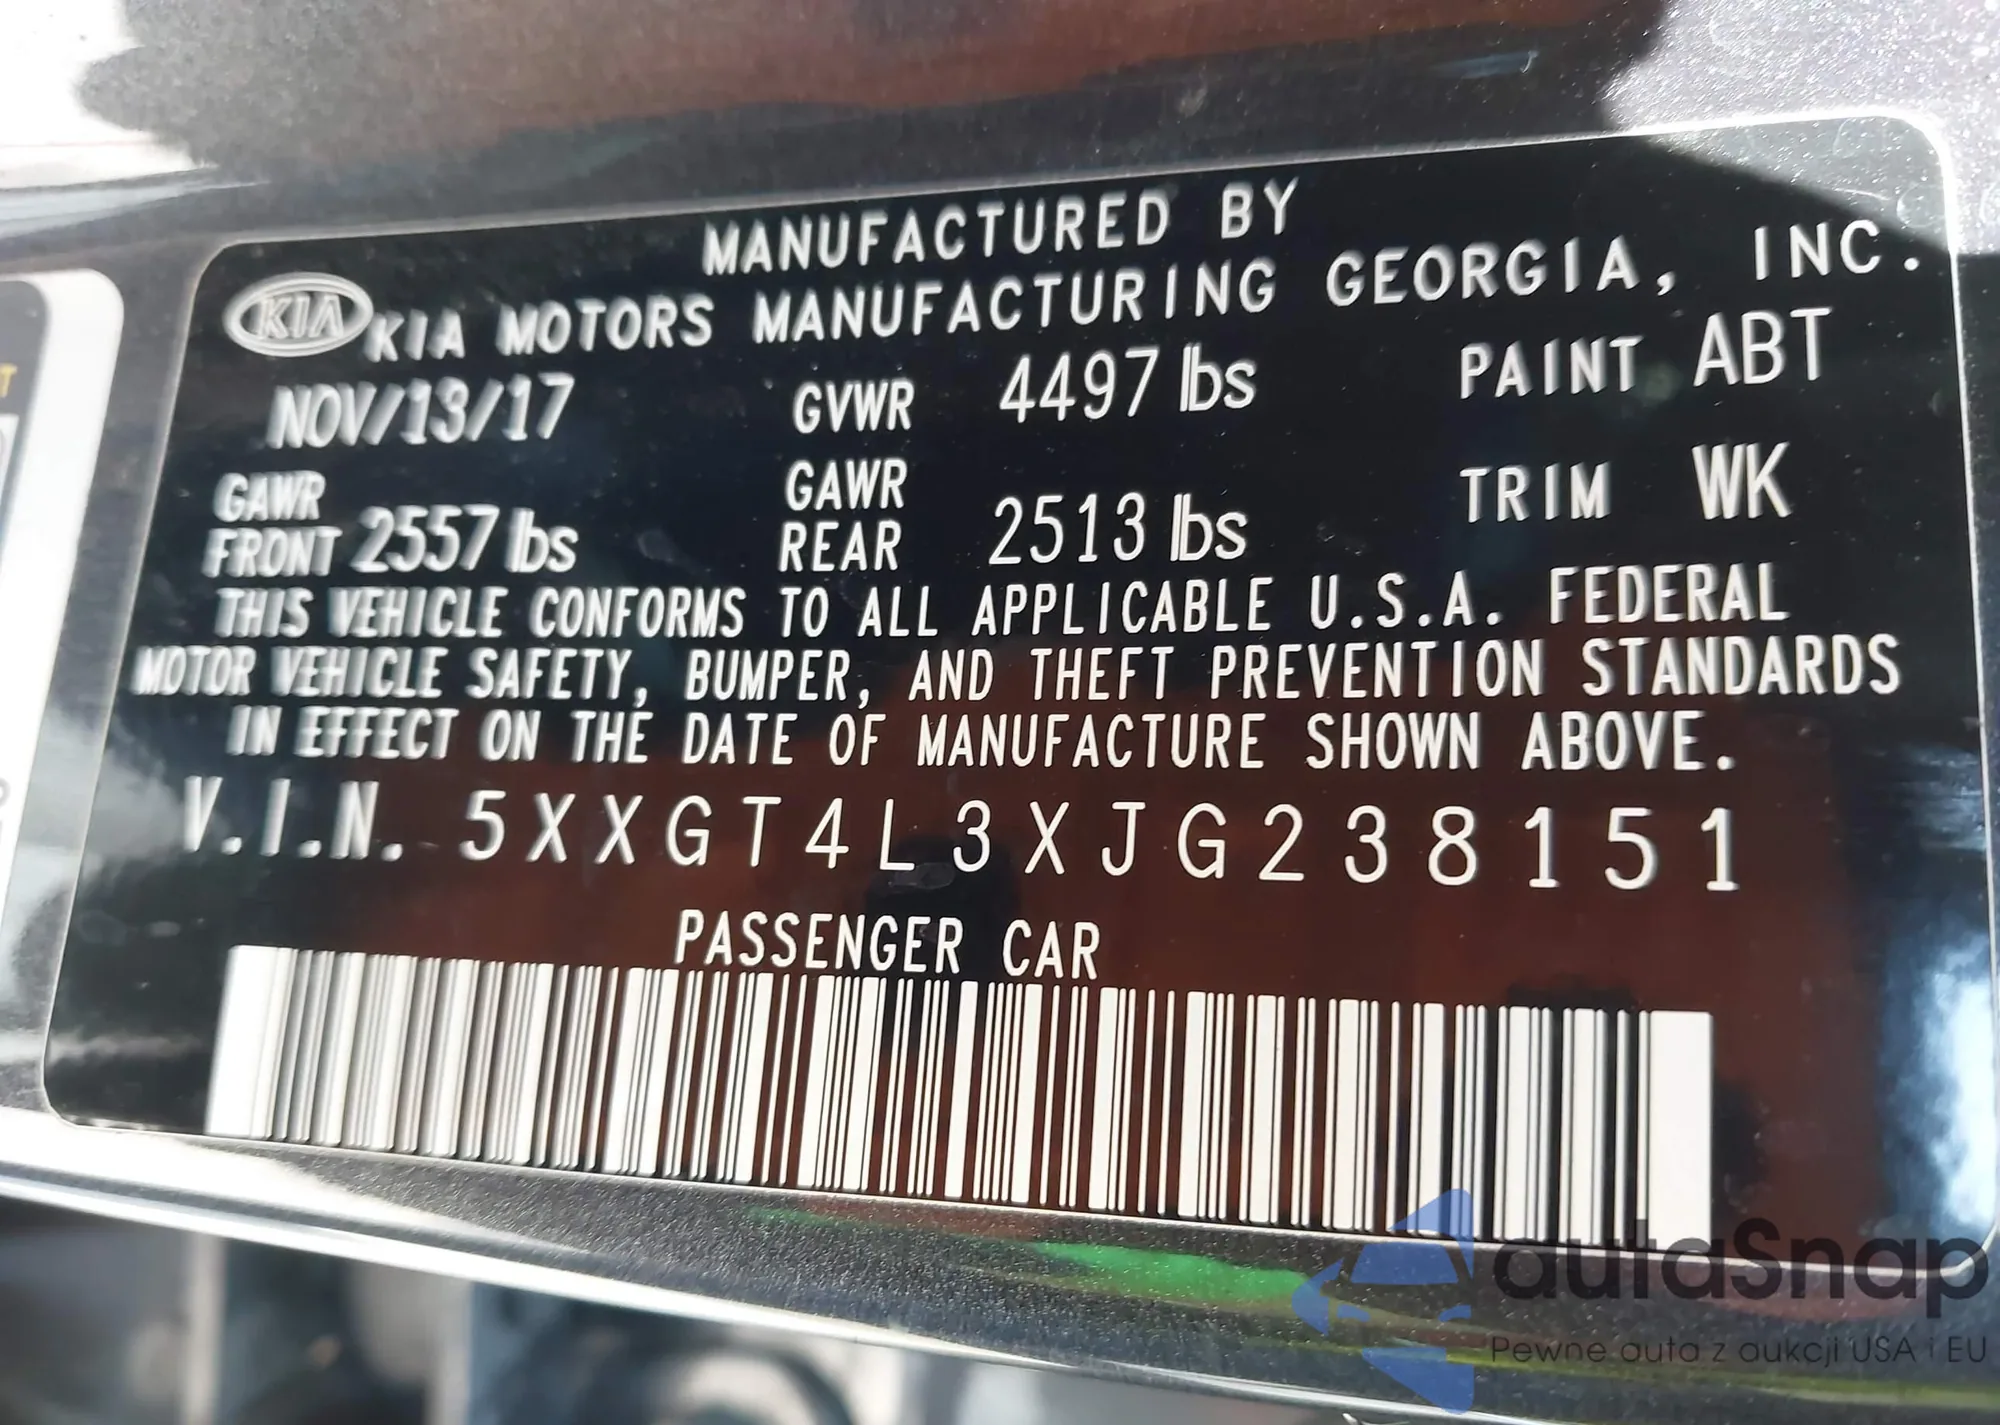 MANUFACTURED BY
KIA KIA MOTORS MANUFACTURING GEORGIA, INC.
NOV/13/17 GVWR 4497 lbs PAINT ABT
GAWR FRONT 2557 lbs GAWR REAR 2513 lbs TRIM WK
THIS VEHICLE CONFORMS TO ALL APPLICABLE U.S.A. FEDERAL
MOTOR VEHICLE SAFETY, BUMPER, AND THEFT PREVENTION STANDARDS
IN EFFECT ON THE DATE OF MANUFACTURE SHOWN ABOVE.
V.I.N. 5XXGT4L3XJG238151
PASSENGER CAR
autaSnap
Pewne auta z aukcji USA i EU